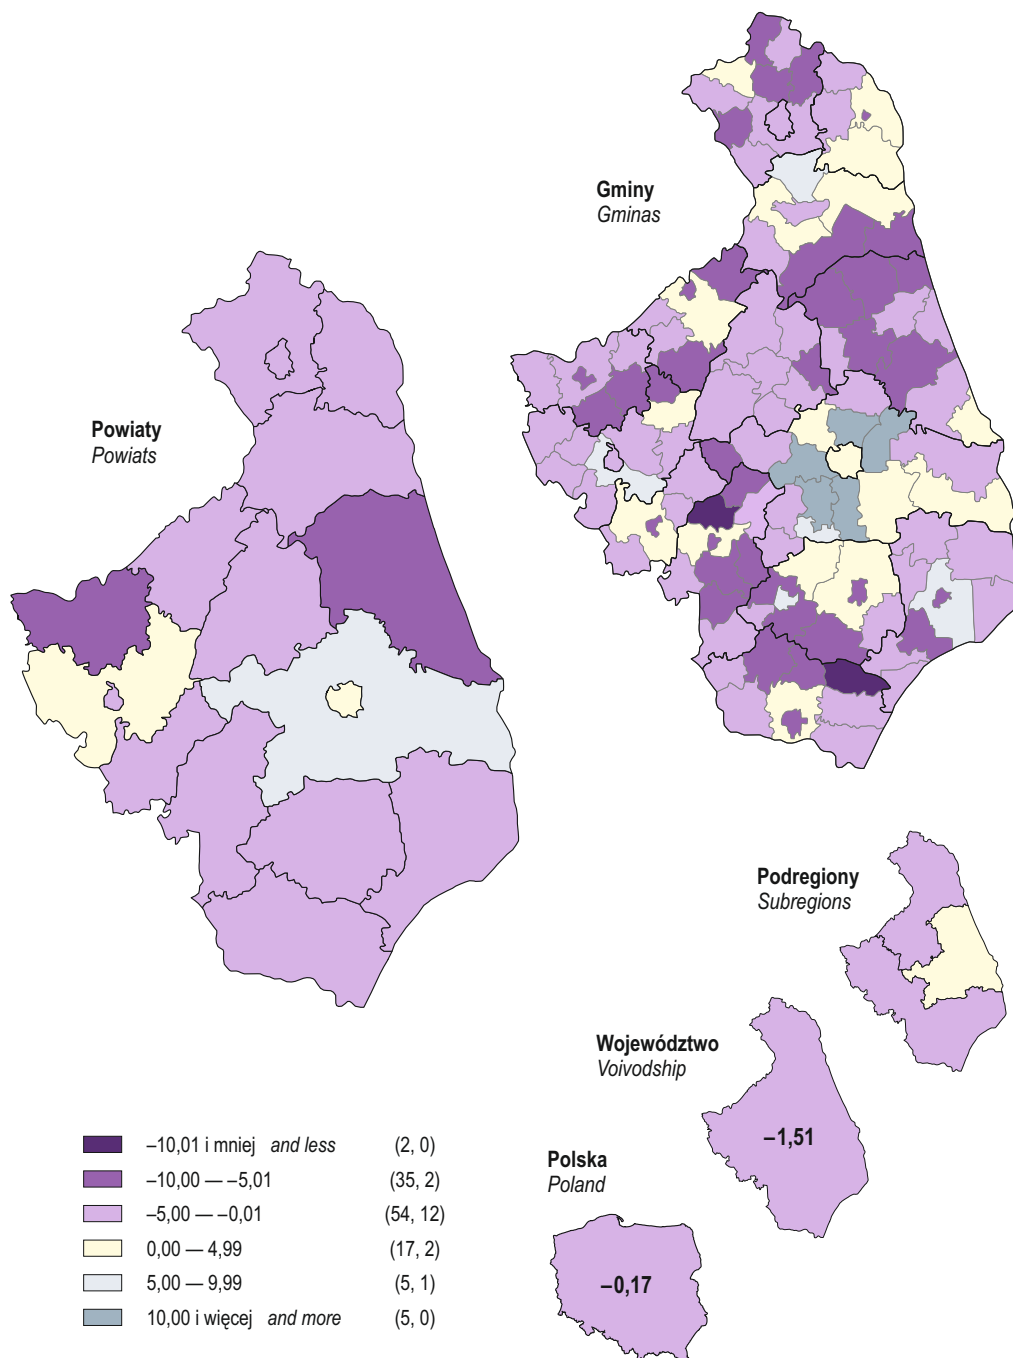 Gminy
Gminas
Powiaty
Powiats
Podregiony
Subregions
Województwo
Voivodship
–1,51
Polska
Poland
–0,17
–10,01 i mniej and less (2, 0)
–10,00 — –5,01 (35, 2)
–5,00 — –0,01 (54, 12)
0,00 — 4,99 (17, 2)
5,00 — 9,99 (5, 1)
10,00 i więcej and more (5, 0)